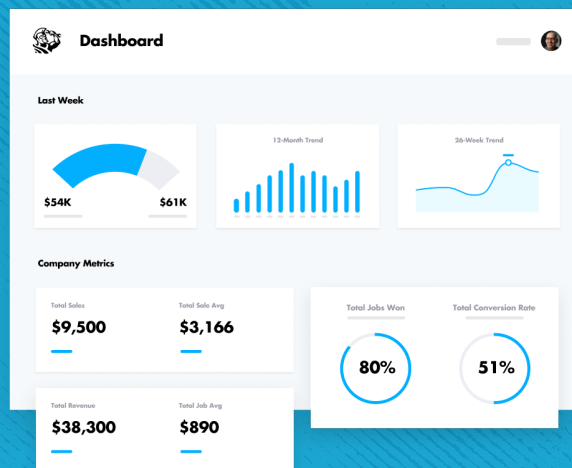 Dashboard
Last Week
$54K
$61K
12-Month Trend
26-Week Trend
Company Metrics
Total Sales
Total Sale Avg
$9,500
$3,166
Total Jobs Won
Total Conversion Rate
80%
51%
Total Revenue
Total Job Avg
$38,300
$890